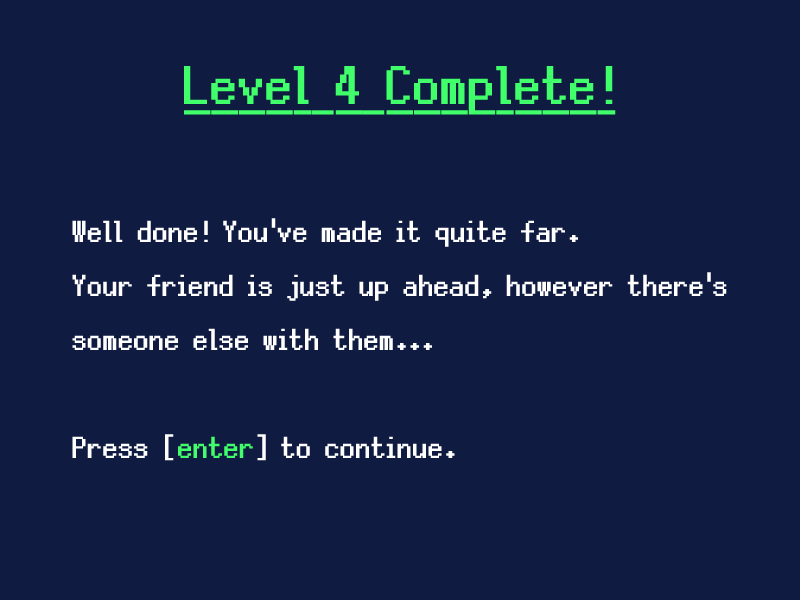 Level 4 Complete!
Well done! You've made it quite far.
Your friend is just up ahead, however there's
someone else with them...
Press [enter] to continue.